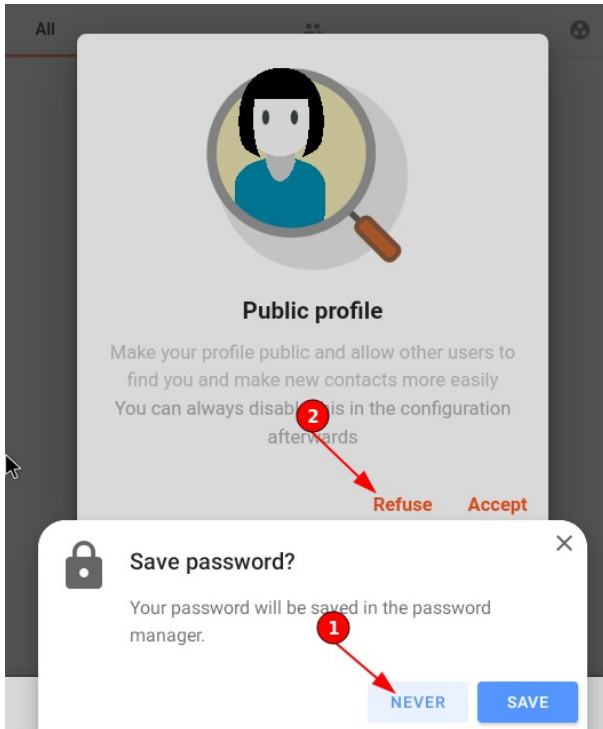 All
Public profile
Make your profile public and allow other users to
find you and make new contacts more easily
You can always disable this in the configuration
2
afterwards
Refuse Accept
Save password?
Your password will be saved in the password
manager.
1
NEVER SAVE